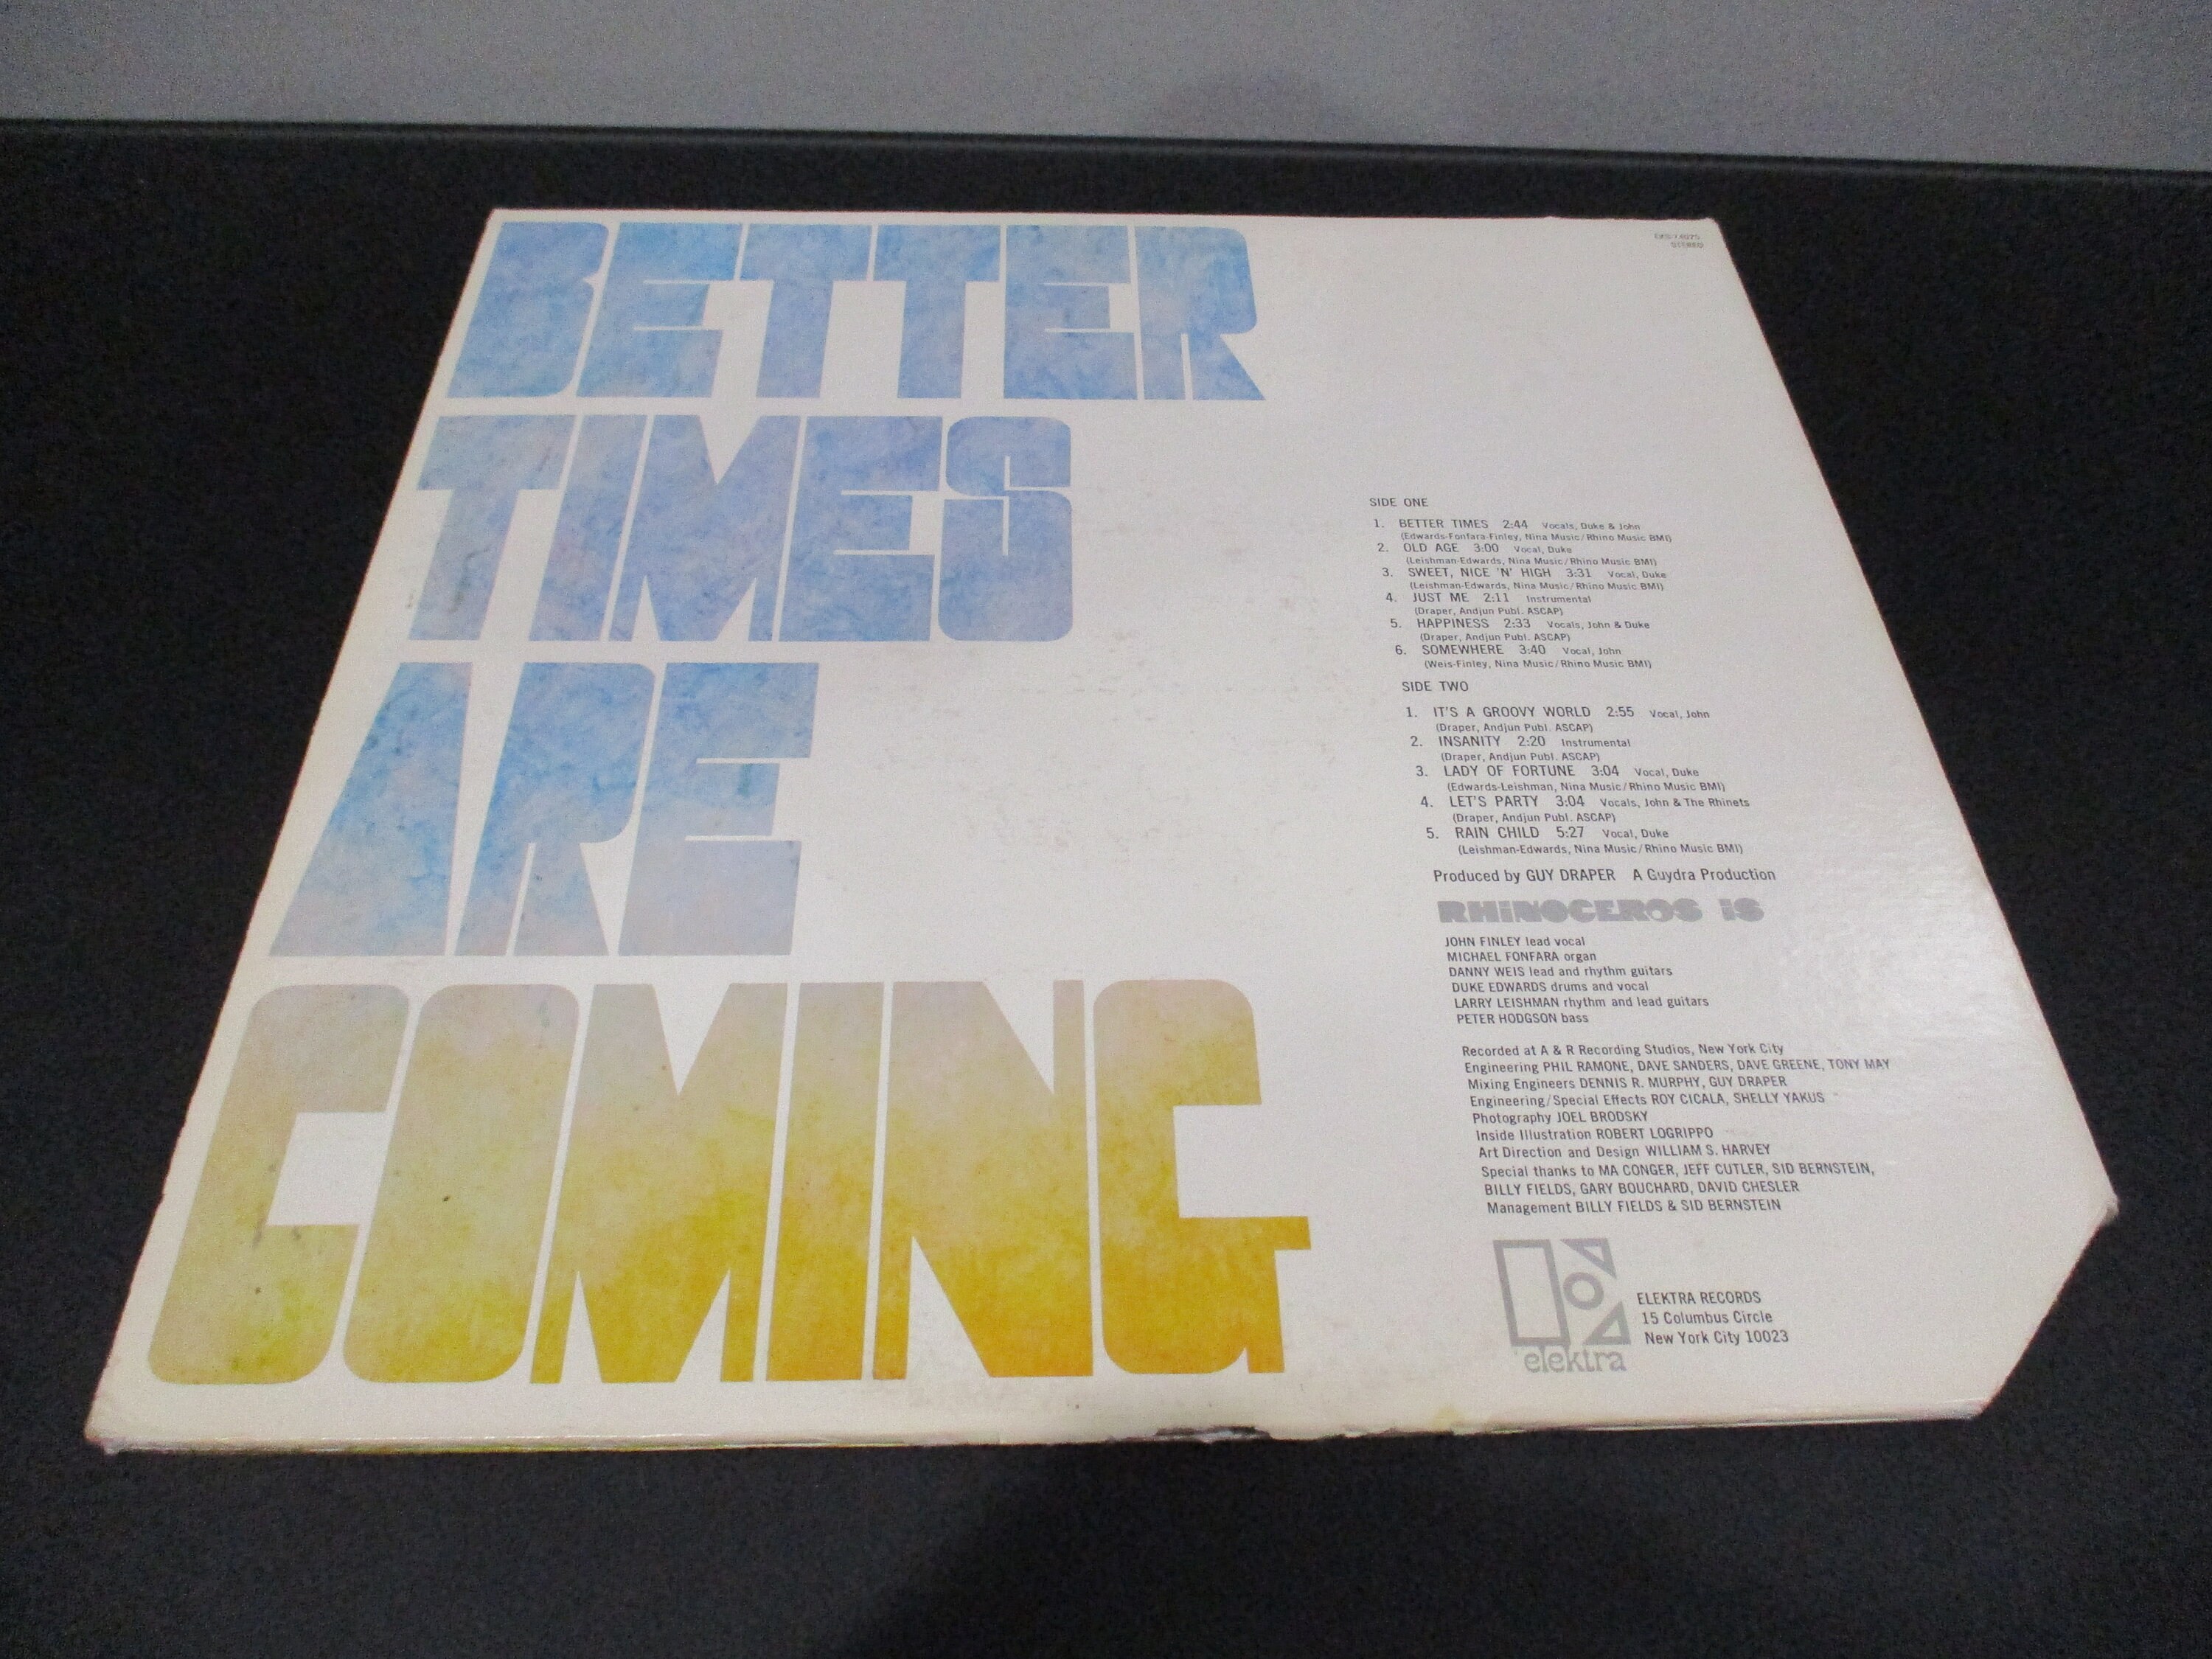 BETTER
TIMES
ARE
COMING
STEREO
SIDE ONE
1. BETTER TIMES 2:44 Vocals, Duke & John
(Edwards-Fonfara-Finley, Nina Music/Rhino Music BMI)
2. OLD AGE 3:00 Vocal, Duke
(Leishman-Edwards, Nina Music/Rhino Music BMI)
3. SWEET, NICE 'N' HIGH 3:31 Vocal, Duke
(Leishman-Edwards, Nina Music/Rhino Music BMI)
4. JUST ME 2:11 Instrumental
(Draper, Andjun Publ. ASCAP)
5. HAPPINESS 2:33 Vocals, John & Duke
(Draper, Andjun Publ. ASCAP)
6. SOMEWHERE 3:40 Vocal, John
(Weis-Finley, Nina Music/Rhino Music BMI)
SIDE TWO
1. IT'S A GROOVY WORLD 2:55 Vocal, John
(Draper, Andjun Publ. ASCAP)
2. INSANITY 2:20 Instrumental
(Draper, Andjun Publ. ASCAP)
3. LADY OF FORTUNE 3:04 Vocal, Duke
(Edwards-Leishman, Nina Music/Rhino Music BMI)
4. LET'S PARTY 3:04 Vocals, John & The Rhinets
(Draper, Andjun Publ. ASCAP)
5. RAIN CHILD 5:27 Vocal, Duke
(Leishman-Edwards, Nina Music/Rhino Music BMI)
Produced by GUY DRAPER A Guydra Production
RHiNOCEROS iS
JOHN FINLEY lead vocal
MICHAEL FONFARA organ
DANNY WEIS lead and rhythm guitars
DUKE EDWARDS drums and vocal
LARRY LEISHMAN rhythm and lead guitars
PETER HODGSON bass
Recorded at A & R Recording Studios, New York City
Engineering PHIL RAMONE, DAVE SANDERS, DAVE GREENE, TONY MAY
Mixing Engineers DENNIS R. MURPHY, GUY DRAPER
Engineering/Special Effects ROY CICALA, SHELLY YAKUS
Photography JOEL BRODSKY
Inside Illustration ROBERT LOGRIPPO
Art Direction and Design WILLIAM S. HARVEY
Special thanks to MA CONGER, JEFF CUTLER, SID BERNSTEIN,
BILLY FIELDS, GARY BOUCHARD, DAVID CHESLER
Management BILLY FIELDS & SID BERNSTEIN
elektra
ELEKTRA RECORDS
15 Columbus Circle
New York City 10023